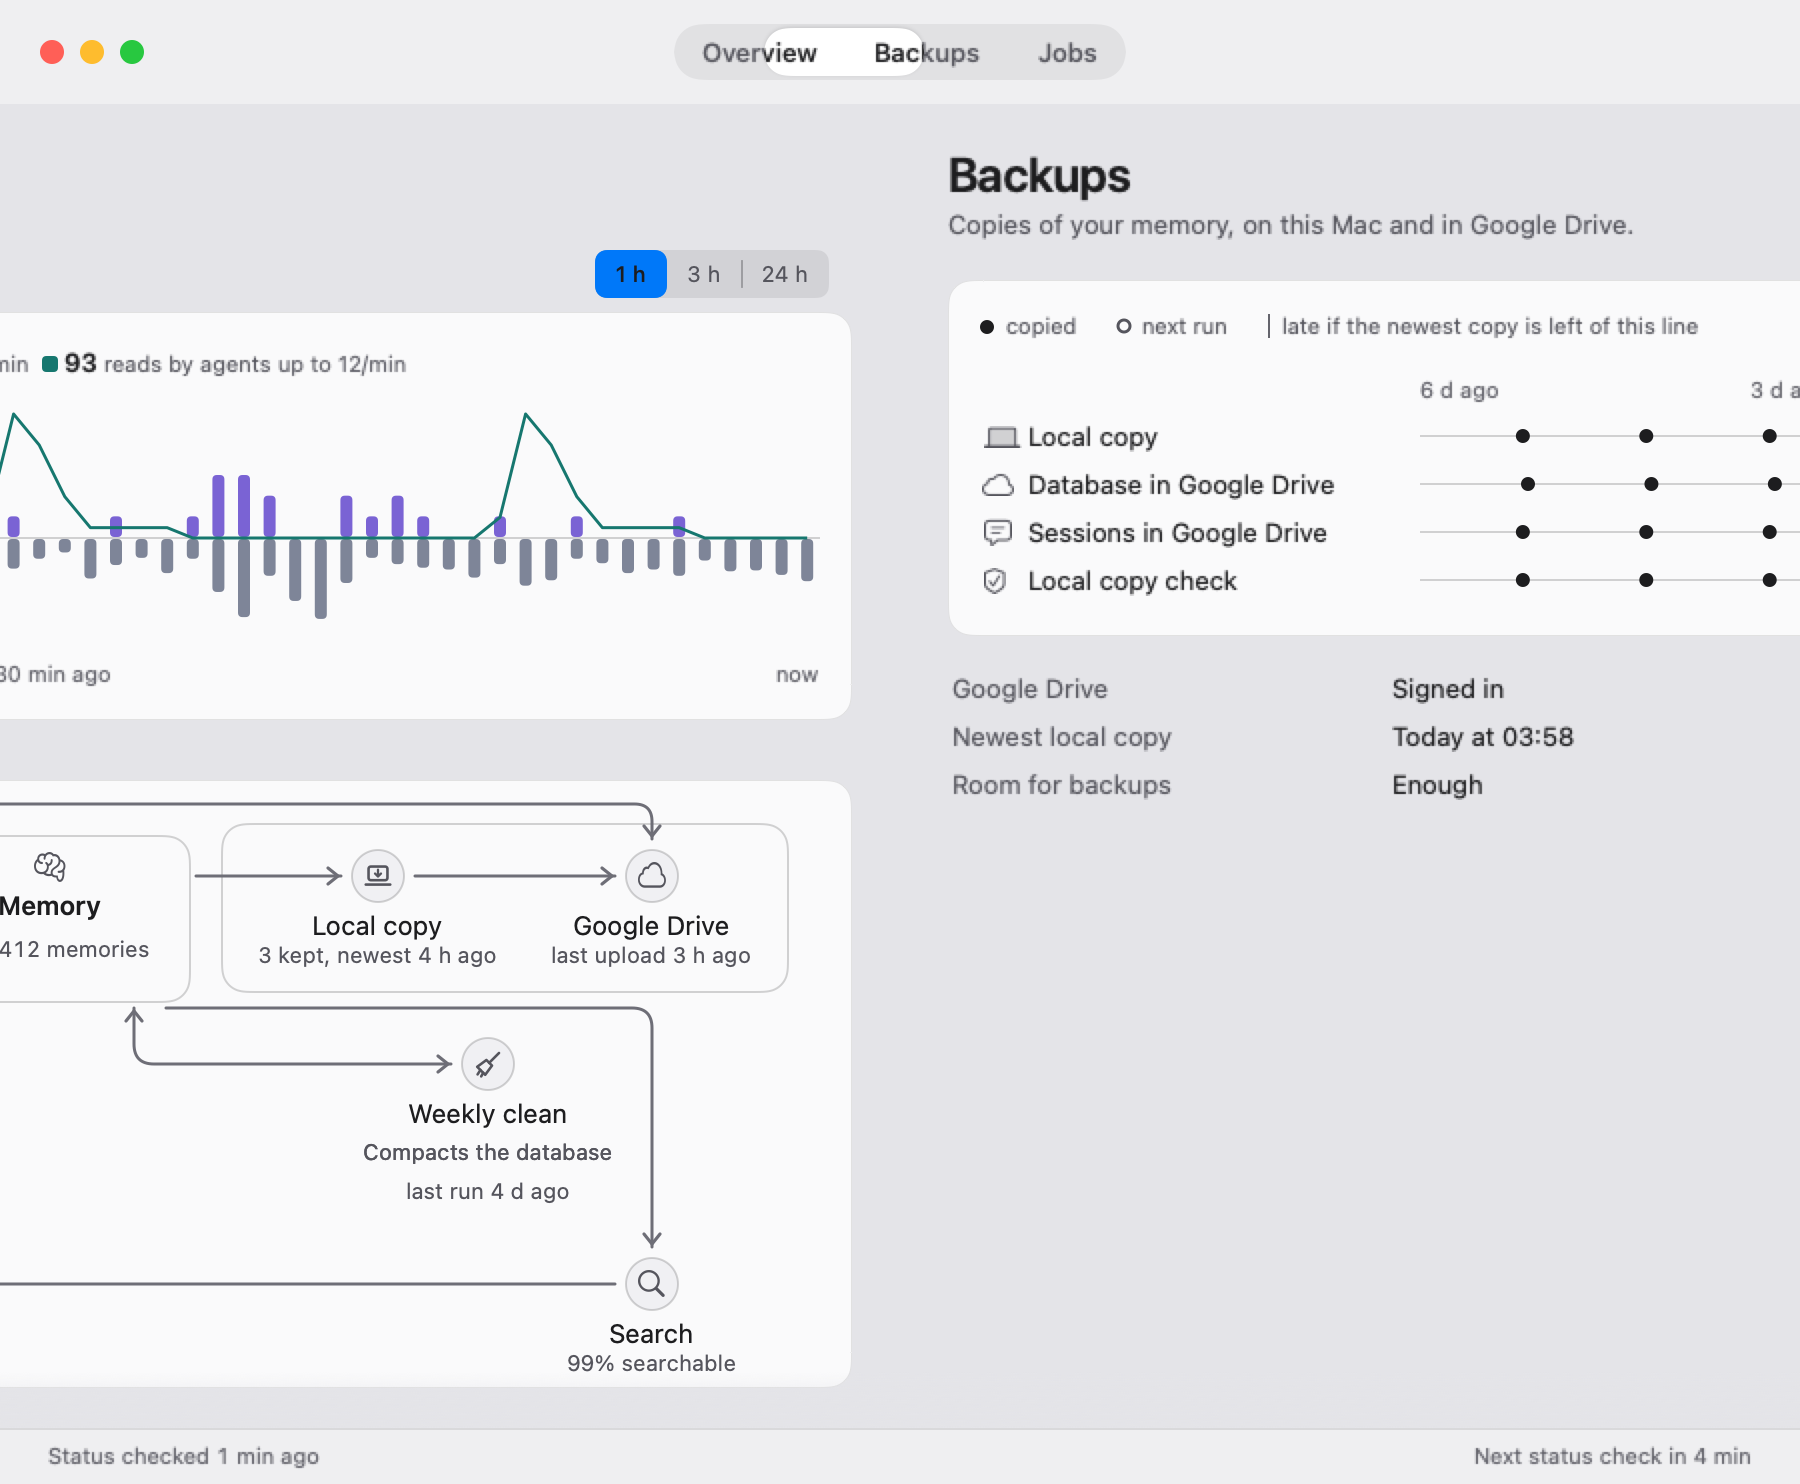 Overview Backups Jobs
1 h 3 h 24 h
93 reads by agents up to 12/min
30 min ago now
Memory
412 memories
Local copy
3 kept, newest 4 h ago
Google Drive
last upload 3 h ago
Weekly clean
Compacts the database
last run 4 d ago
Search
99% searchable
Backups
Copies of your memory, on this Mac and in Google Drive.
copied next run late if the newest copy is left of this line
6 d ago 3 d a
Local copy
Database in Google Drive
Sessions in Google Drive
Local copy check
Google Drive Signed in
Newest local copy Today at 03:58
Room for backups Enough
Status checked 1 min ago Next status check in 4 min